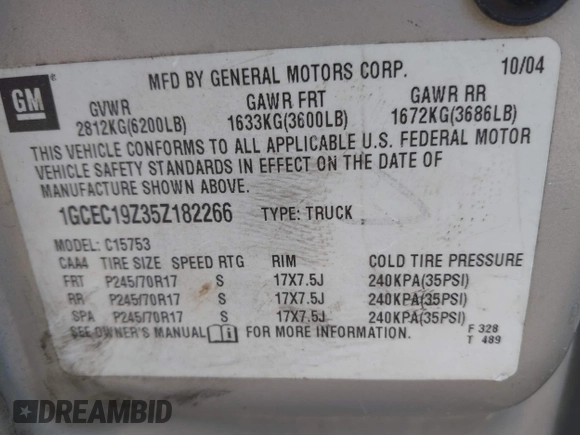 GM
®
MFD BY GENERAL MOTORS CORP. 10/04
GVWR GAWR FRT GAWR RR
2812KG(6200LB) 1633KG(3600LB) 1672KG(3686LB)
THIS VEHICLE CONFORMS TO ALL APPLICABLE U.S. FEDERAL MOTOR
VEHICLE SAFETY STANDARDS IN EFFECT ON THE DATE OF
MANUFACTURE SHOWN ABOVE.
1GCEC19Z35Z182266 TYPE: TRUCK
MODEL: C15753
CAA4 TIRE SIZE SPEED RTG RIM COLD TIRE PRESSURE
FRT P245/70R17 S 17X7.5J 240KPA(35PSI)
RR P245/70R17 S 17X7.5J 240KPA(35PSI)
SPA P245/70R17 S 17X7.5J 240KPA(35PSI)
SEE OWNER'S MANUAL FOR MORE INFORMATION.
F 328
T 489
DREAMBID